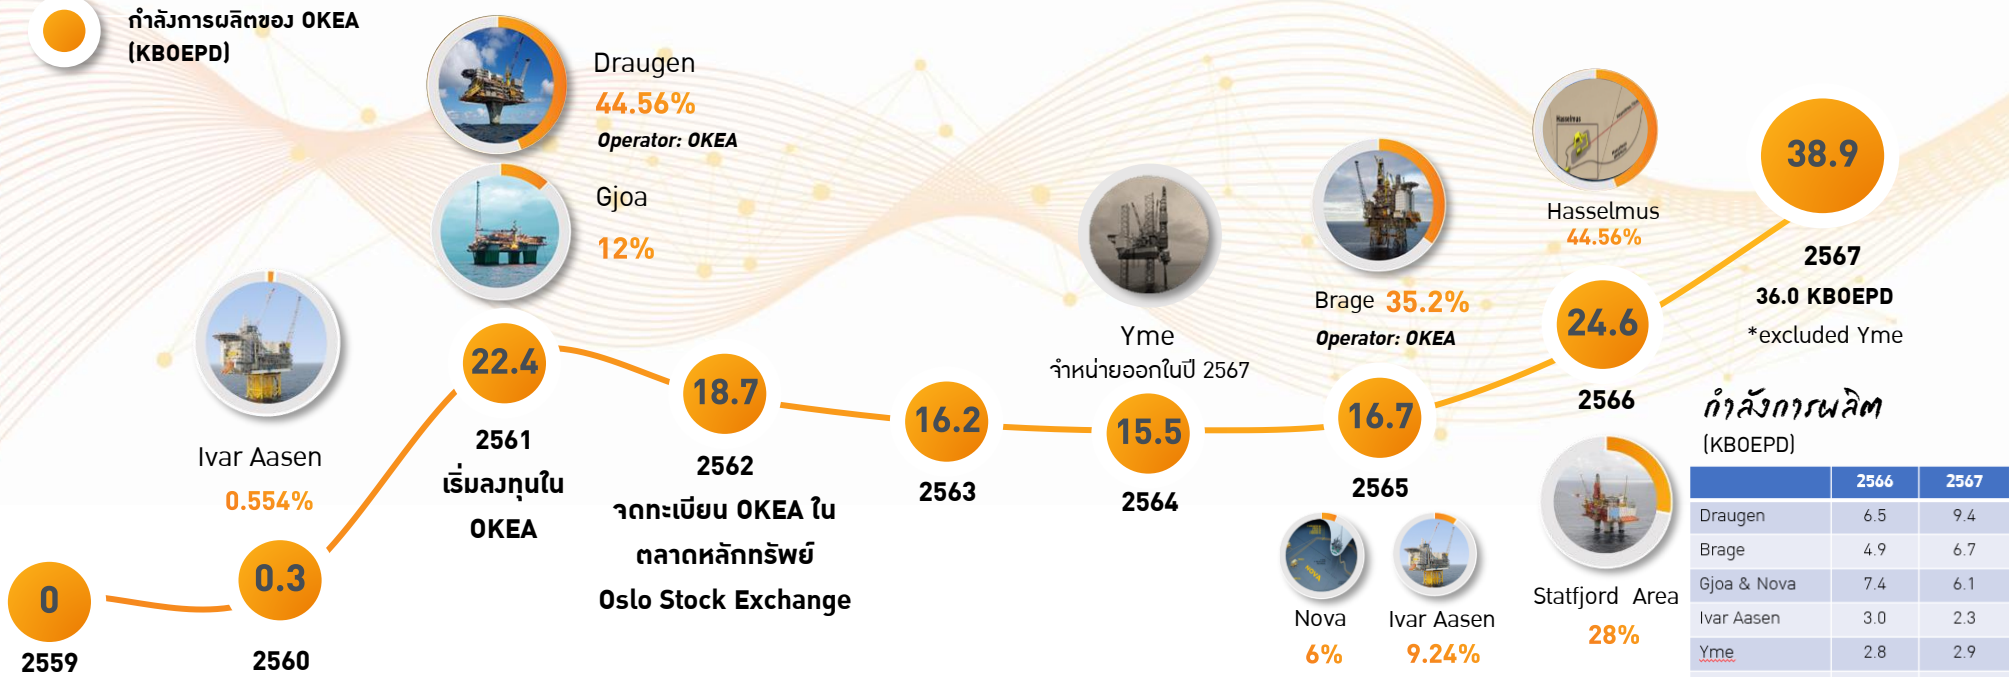 กำลังการผลิตของ OKEA
(KBOEPD)
Draugen
44.56%
Operator: OKEA
Gjoa
12%
Ivar Aasen
0.554%
Yme
จำหน่ายออกในปี 2567
Brage 35.2%
Operator: OKEA
Hasselmus
Hasselmus
44.56%
0
2559
0.3
2560
22.4
2561
เริ่มลงทุนใน
OKEA
18.7
2562
จดทะเบียน OKEA ใน
ตลาดหลักทรัพย์
Oslo Stock Exchange
16.2
2563
15.5
2564
16.7
2565
NOVA
Nova
6%
Ivar Aasen
9.24%
24.6
2566
Statfjord Area
28%
38.9
2567
36.0 KBOEPD
*excluded Yme
กำลังการผลิต
(KBOEPD)
2566 2567
Draugen 6.5 9.4
Brage 4.9 6.7
Gjoa & Nova 7.4 6.1
Ivar Aasen 3.0 2.3
Yme 2.8 2.9